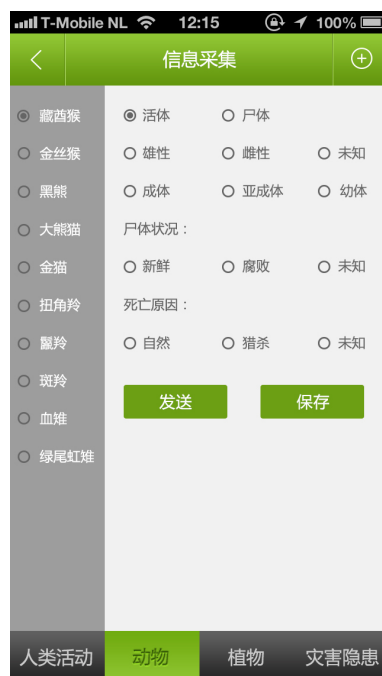 T-Mobile NL 12:15 100%
信息采集
藏酋猴 活体 尸体
金丝猴 雄性 雌性 未知
黑熊 成体 亚成体 幼体
大熊猫 尸体状况：
金猫 新鲜 腐败 未知
扭角羚 死亡原因：
鬣羚 自然 猎杀 未知
斑羚
血雉 发送 保存
绿尾虹雉
人类活动 动物 植物 灾害隐患